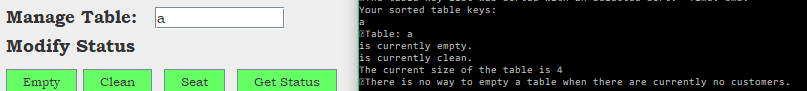 Manage Table: a
Modify Status
Empty Clean Seat Get Status
Your sorted table keys:
a
Table: a
is currently empty.
is currently clean.
The current size of the table is 4
There is no way to empty a table when there are currently no customers.